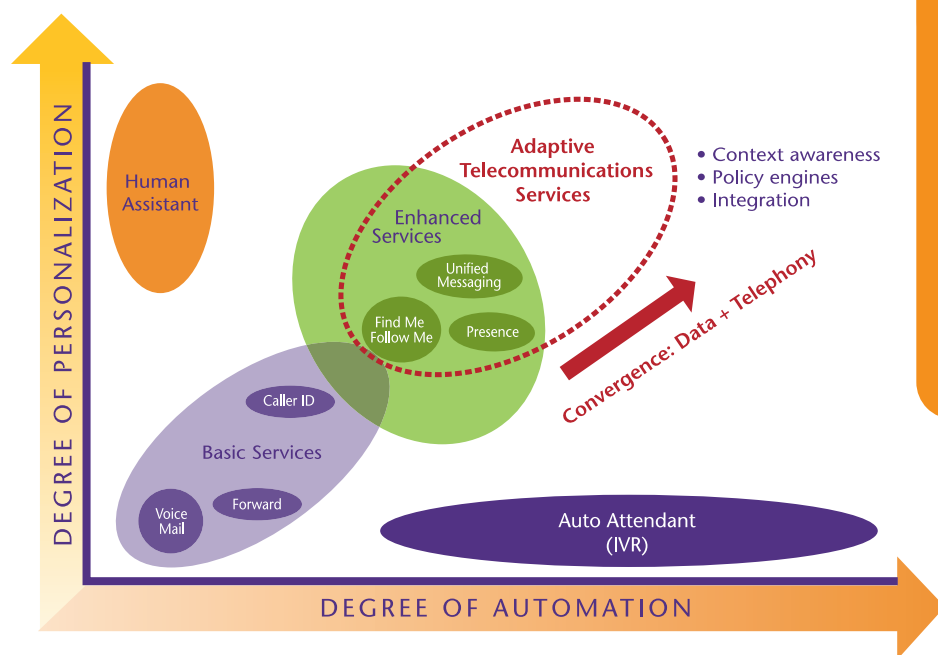 DEGREE OF PERSONALIZATION
Human
Assistant
Adaptive
Telecommunications
Services
• Context awareness
• Policy engines
• Integration
Enhanced
Services
Unified
Messaging
Find Me
Follow Me
Presence
Convergence: Data + Telephony
Caller ID
Basic Services
Voice
Mail
Forward
Auto Attendant
(IVR)
DEGREE OF AUTOMATION